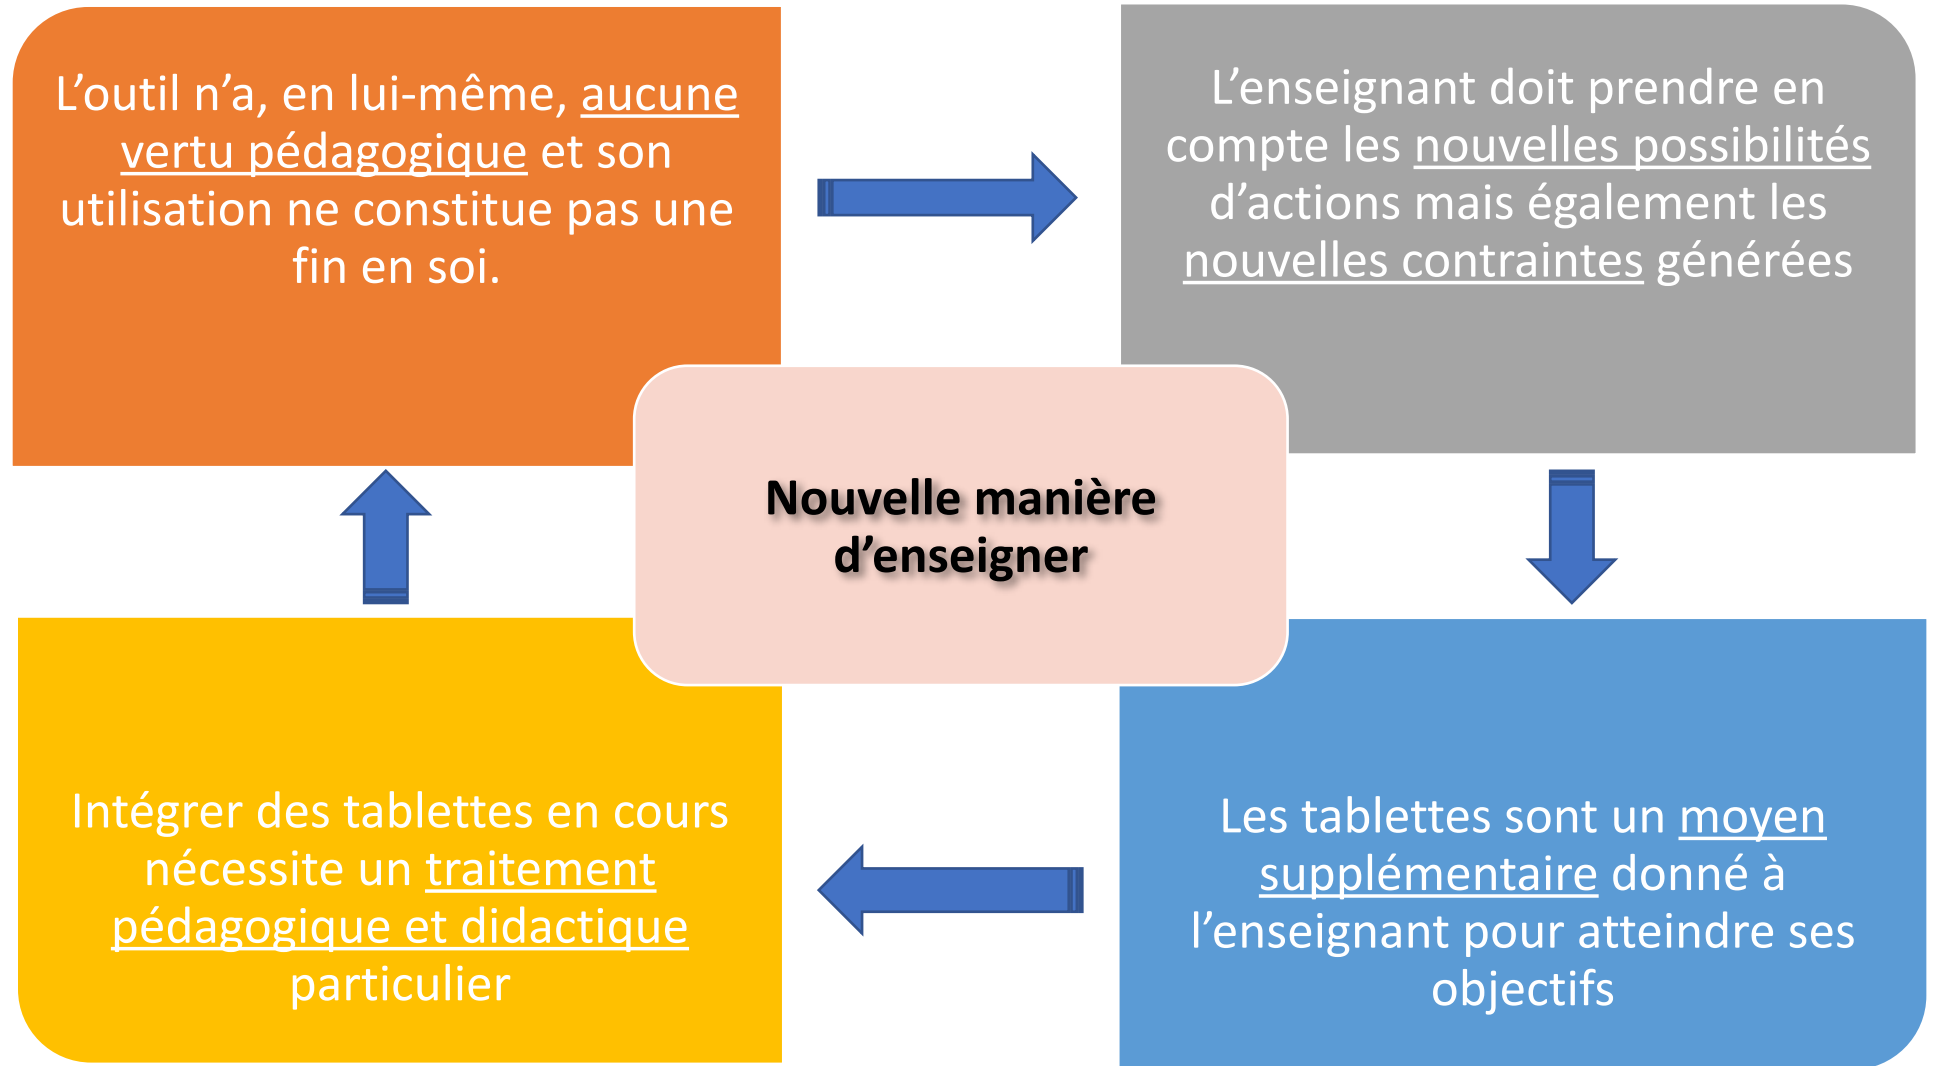 L’outil n’a, en lui-même, aucune
vertu pédagogique et son
utilisation ne constitue pas une
fin en soi.
L’enseignant doit prendre en
compte les nouvelles possibilités
d’actions mais également les
nouvelles contraintes générées
Nouvelle manière
d’enseigner
Intégrer des tablettes en cours
nécessite un traitement
pédagogique et didactique
particulier
Les tablettes sont un moyen
supplémentaire donné à
l’enseignant pour atteindre ses
objectifs